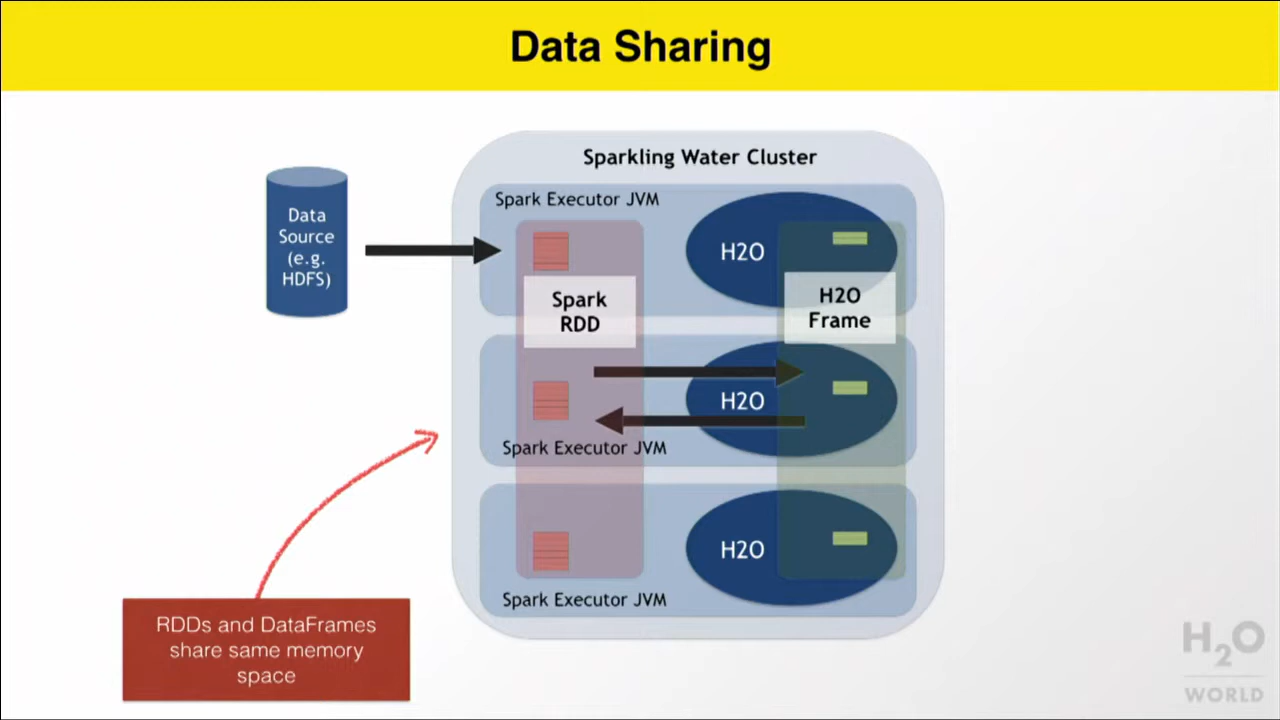 Data Sharing
Sparkling Water Cluster
Data
Source
(e.g.
HDFS)
Spark Executor JVM
H2O
Spark
RDD
H2O
Frame
H2O
Spark Executor JVM
H2O
Spark Executor JVM
RDDs and DataFrames
share same memory
space
H2O
WORLD